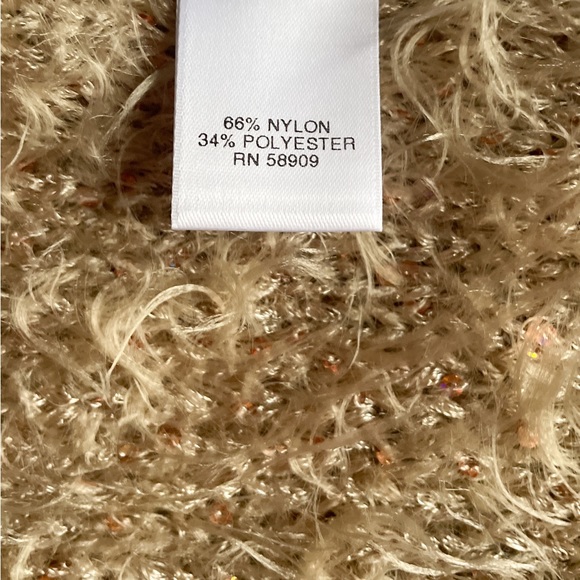 66% NYLON
34% POLYESTER
RN 58909